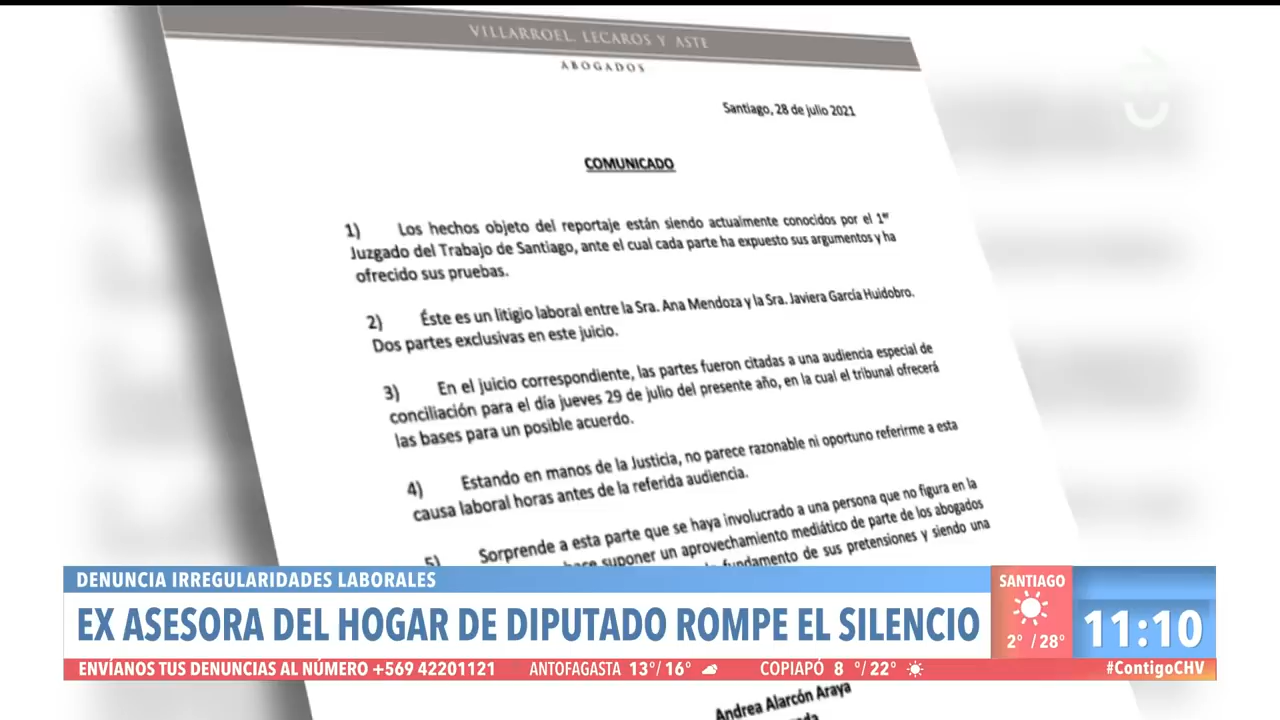 VILLARROEL, LECAROS Y ASTE
ABOGADOS
Santiago, 28 de julio 2021
COMUNICADO
1) Los hechos objeto del reportaje están siendo actualmente conocidos por el 1er
Juzgado del Trabajo de Santiago, ante el cual cada parte ha expuesto sus argumentos y ha
ofrecido sus pruebas.
2) Éste es un litigio laboral entre la Sra. Ana Mendoza y la Sra. Javiera García Huidobro.
Dos partes exclusivas en este juicio.
3) En el juicio correspondiente, las partes fueron citadas a una audiencia especial de
conciliación para el día jueves 29 de julio del presente año, en la cual el tribunal ofrecerá
las bases para un posible acuerdo.
4) Estando en manos de la Justicia, no parece razonable ni oportuno referirme a esta
causa laboral horas antes de la referida audiencia.
5) Sorprende a esta parte que se haya involucrado a una persona que no figura en la
hace suponer un aprovechamiento mediático de parte de los abogados
fundamento de sus pretensiones y siendo una
DENUNCIA IRREGULARIDADES LABORALES
EX ASESORA DEL HOGAR DE DIPUTADO ROMPE EL SILENCIO
SANTIAGO
2° / 28°
11:10
ENVÍANOS TUS DENUNCIAS AL NÚMERO +569 42201121 ANTOFAGASTA 13°/ 16° COPIAPÓ 8 °/ 22° #ContigoCHV
Andrea Alarcón Araya